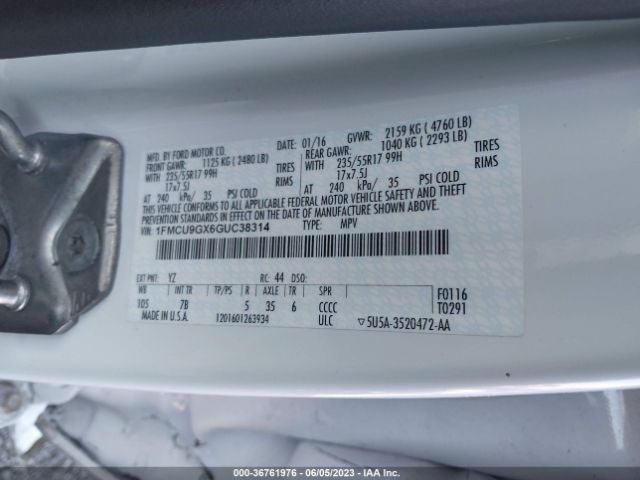 MFD. BY FORD MOTOR CO.
DATE: 01/16 GVWR: 2159 KG ( 4760 LB)
FRONT GAWR: 1125 KG ( 2480 LB) REAR GAWR: 1040 KG ( 2293 LB)
WITH 235/55R17 99H TIRES WITH 235/55R17 99H TIRES
17x7.5J RIMS 17x7.5J RIMS
AT 240 kPa/ 35 PSI COLD AT 240 kPa/ 35 PSI COLD
THIS VEHICLE CONFORMS TO ALL APPLICABLE FEDERAL MOTOR VEHICLE SAFETY AND THEFT
PREVENTION STANDARDS IN EFFECT ON THE DATE OF MANUFACTURE SHOWN ABOVE.
VIN: 1FMCU9GX6GUC38314 TYPE: MPV
EXT PNT: YZ RC: 44 DSO:
WB TP/PS R AXLE TR SPR F0116
105 7B 5 35 6 CCCC T0291
MADE IN U.S.A. 1201601263934 ULC ▽5U5A-3520472-AA
000-36761976 - 06/05/2023 - IAA Inc.